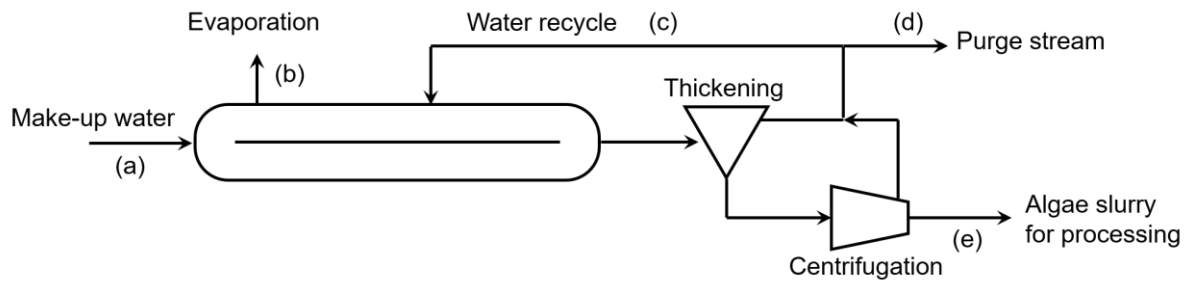 Evaporation
Water recycle (c)
(d)
Purge stream
(b)
Thickening
Make-up water
(a)
Algae slurry
for processing
(e)
Centrifugation